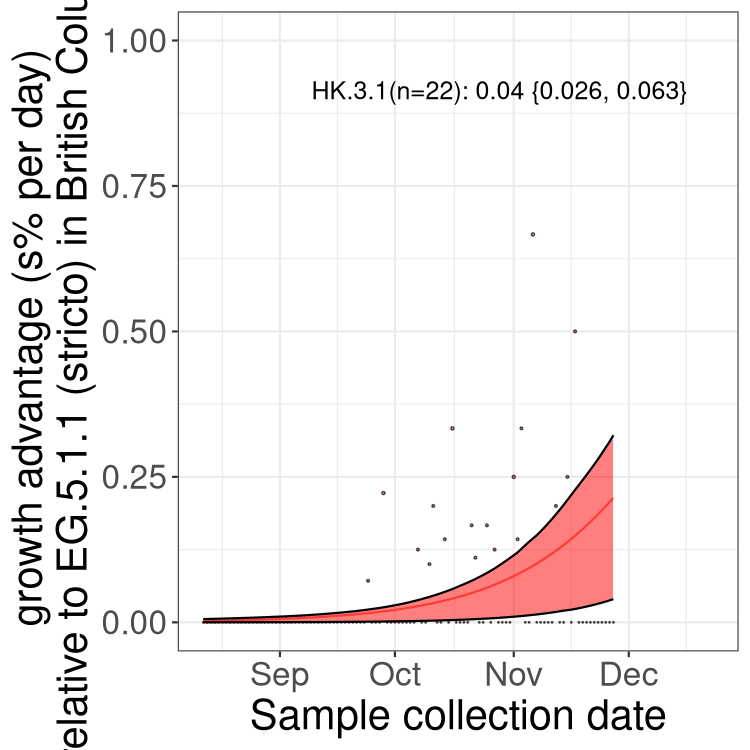 growth advantage (s% per day)
relative to EG.5.1.1 (stricto) in British Colu
1.00
0.75
0.50
0.25
0.00
HK.3.1(n=22): 0.04 {0.026, 0.063}
Sep Oct Nov Dec
Sample collection date